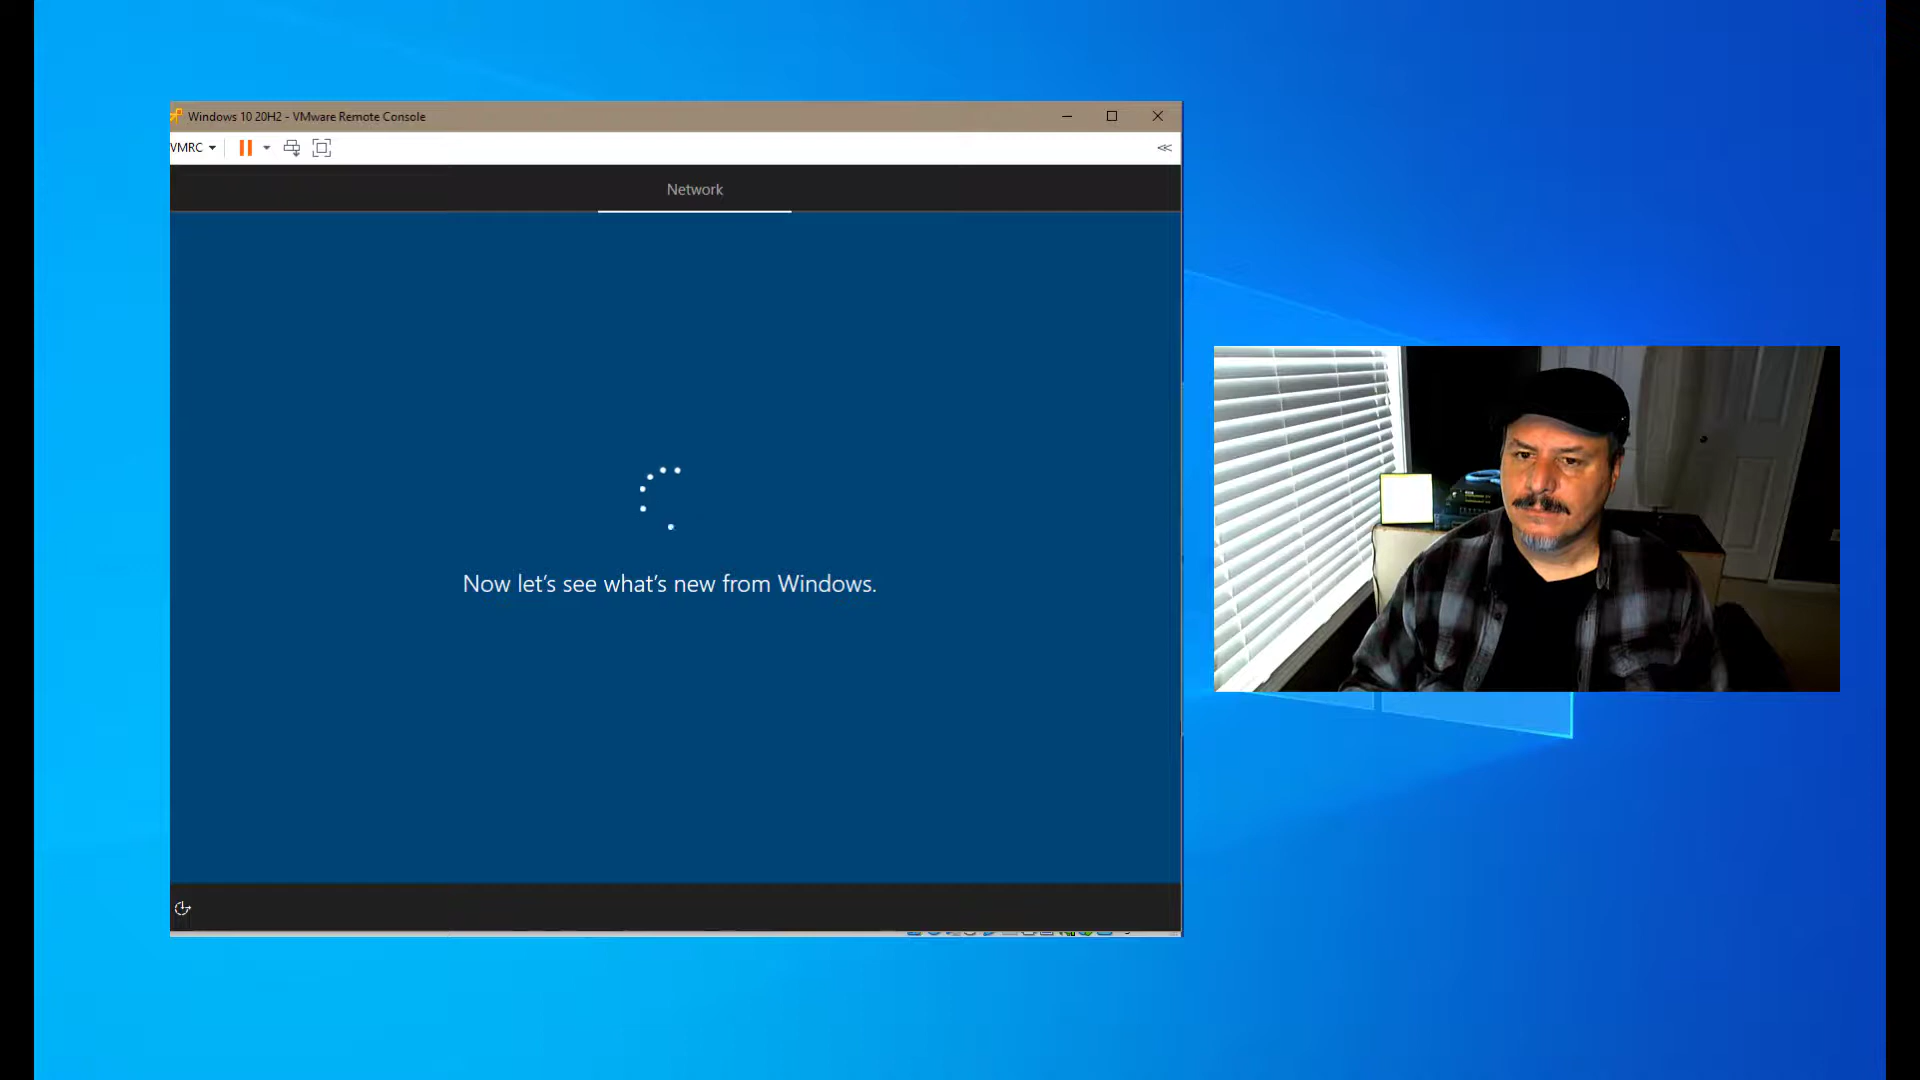 Windows 10 20H2 - VMware Remote Console
VMRC
Network
Now let's see what's new from Windows.